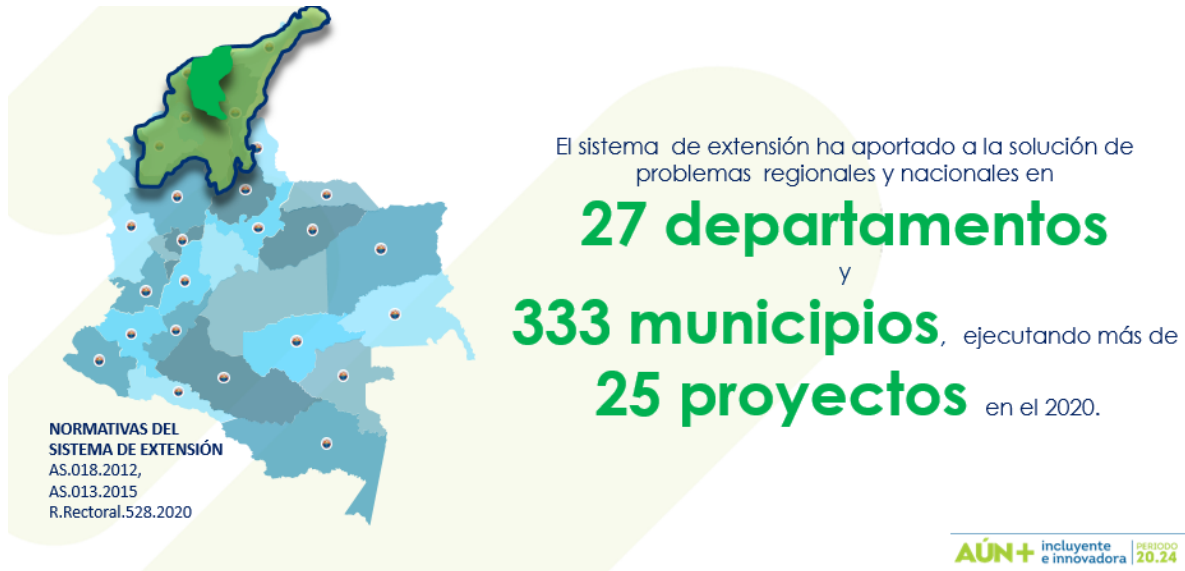 El sistema de extensión ha aportado a la solución de
problemas regionales y nacionales en
27 departamentos
y
333 municipios, ejecutando más de
25 proyectos en el 2020.
NORMATIVAS DEL
SISTEMA DE EXTENSIÓN
AS.018.2012,
AS.013.2015
R.Rectoral.528.2020
AÚN+ incluyente
e innovadora
PERIODO
20.24